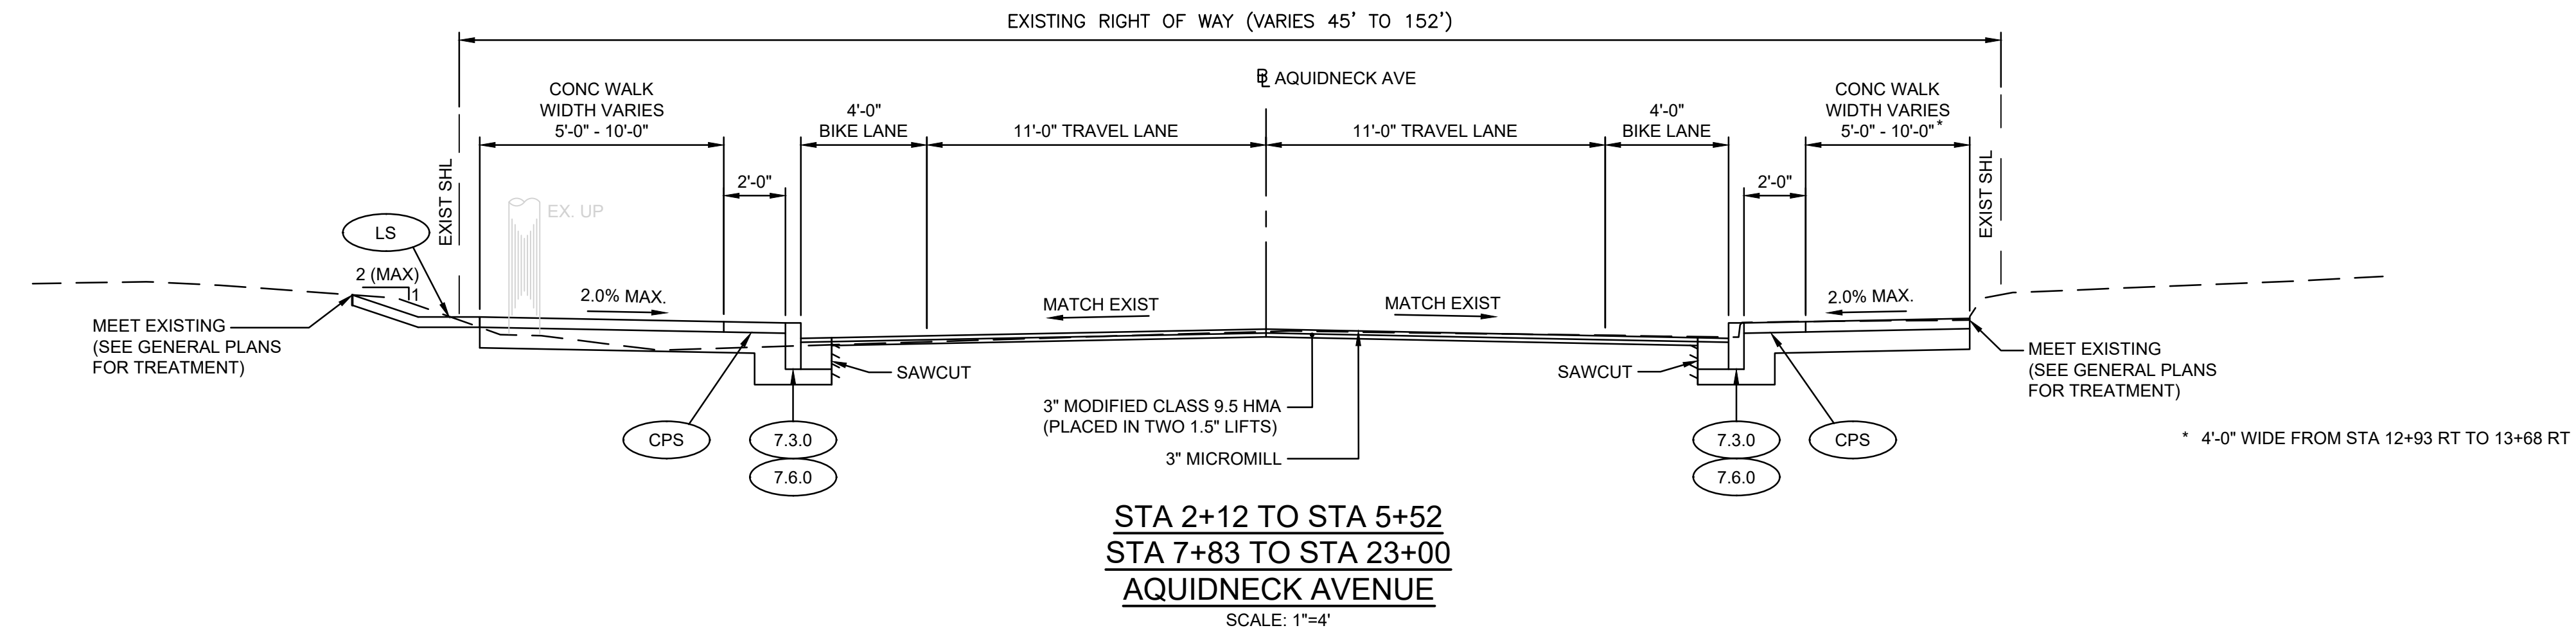 EXISTING RIGHT OF WAY (VARIES 45' TO 152')
BL AQUIDNECK AVE
CONC WALK
WIDTH VARIES
5'-0" - 10'-0"
4'-0"
BIKE LANE
11'-0" TRAVEL LANE
11'-0" TRAVEL LANE
4'-0"
BIKE LANE
CONC WALK
WIDTH VARIES
5'-0" - 10'-0"*
2'-0"
2'-0"
EXIST SHL
EXIST SHL
EX. UP
LS
2 (MAX)
1
2.0% MAX.
MATCH EXIST
MATCH EXIST
2.0% MAX.
MEET EXISTING
(SEE GENERAL PLANS
FOR TREATMENT)
SAWCUT
SAWCUT
MEET EXISTING
(SEE GENERAL PLANS
FOR TREATMENT)
3" MODIFIED CLASS 9.5 HMA
(PLACED IN TWO 1.5" LIFTS)
3" MICROMILL
CPS
7.3.0
7.6.0
7.3.0
7.6.0
CPS
* 4'-0" WIDE FROM STA 12+93 RT TO 13+68 RT
STA 2+12 TO STA 5+52
STA 7+83 TO STA 23+00
AQUIDNECK AVENUE
SCALE: 1"=4'